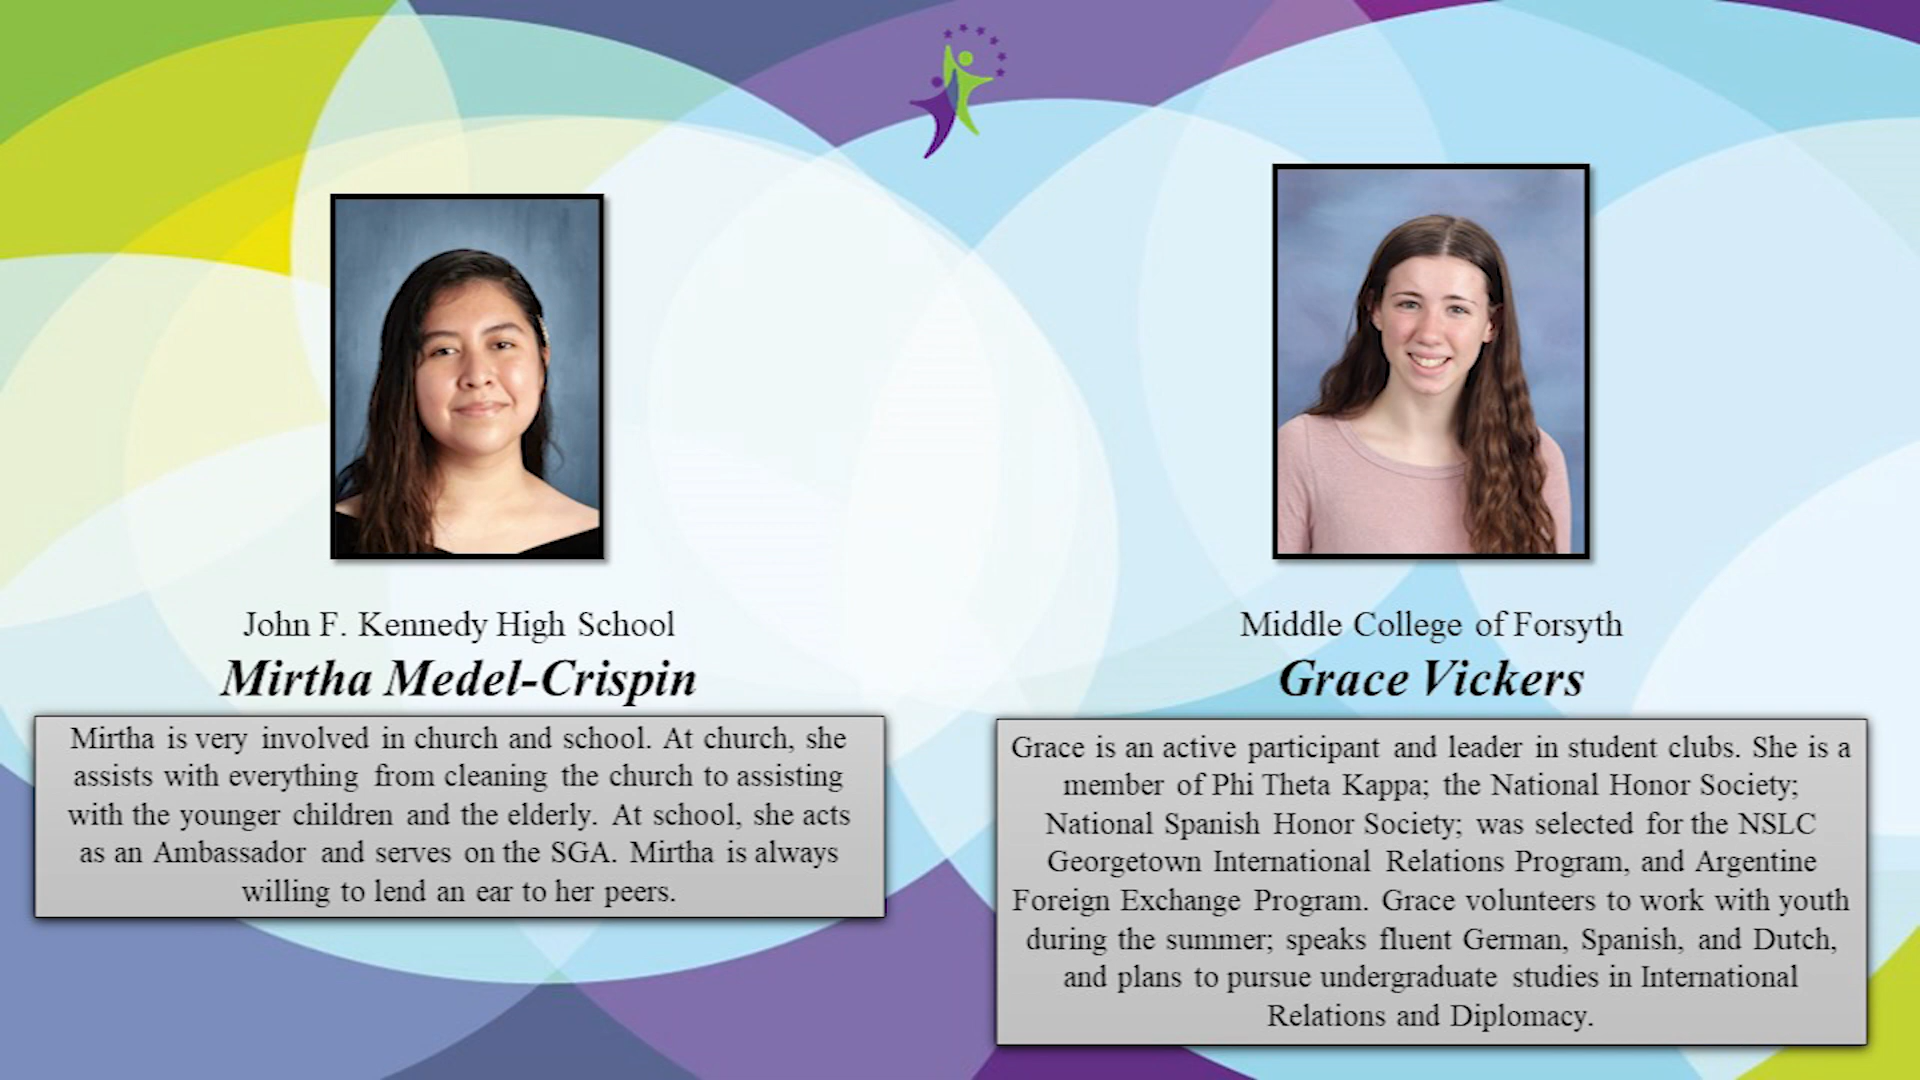 John F. Kennedy High School
Mirtha Medel-Crispin
Mirtha is very involved in church and school. At church, she
assists with everything from cleaning the church to assisting
with the younger children and the elderly. At school, she acts
as an Ambassador and serves on the SGA. Mirtha is always
willing to lend an ear to her peers.
Middle College of Forsyth
Grace Vickers
Grace is an active participant and leader in student clubs. She is a
member of Phi Theta Kappa; the National Honor Society;
National Spanish Honor Society; was selected for the NSLC
Georgetown International Relations Program, and Argentine
Foreign Exchange Program. Grace volunteers to work with youth
during the summer; speaks fluent German, Spanish, and Dutch,
and plans to pursue undergraduate studies in International
Relations and Diplomacy.